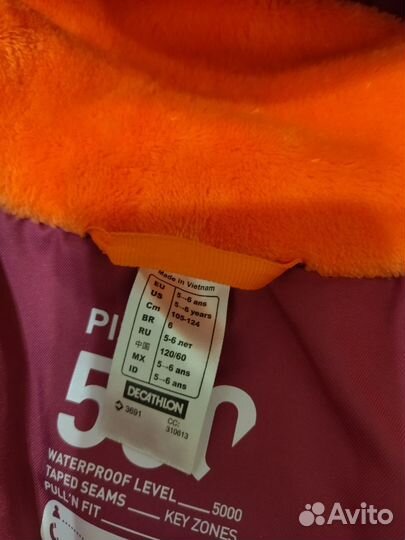 Made in Vietnam
EU 5--6 ans
US 5--6 years
Cm 105-124
BR 6
RU 5-6 лет
中国 120/60
MX 5--6 ans
ID 5--6 ans
DECATHLON
3691 CC:
310613
500
WATERPROOF LEVEL 5000
TAPED SEAMS KEY ZONES
PULL'N FIT
Avito